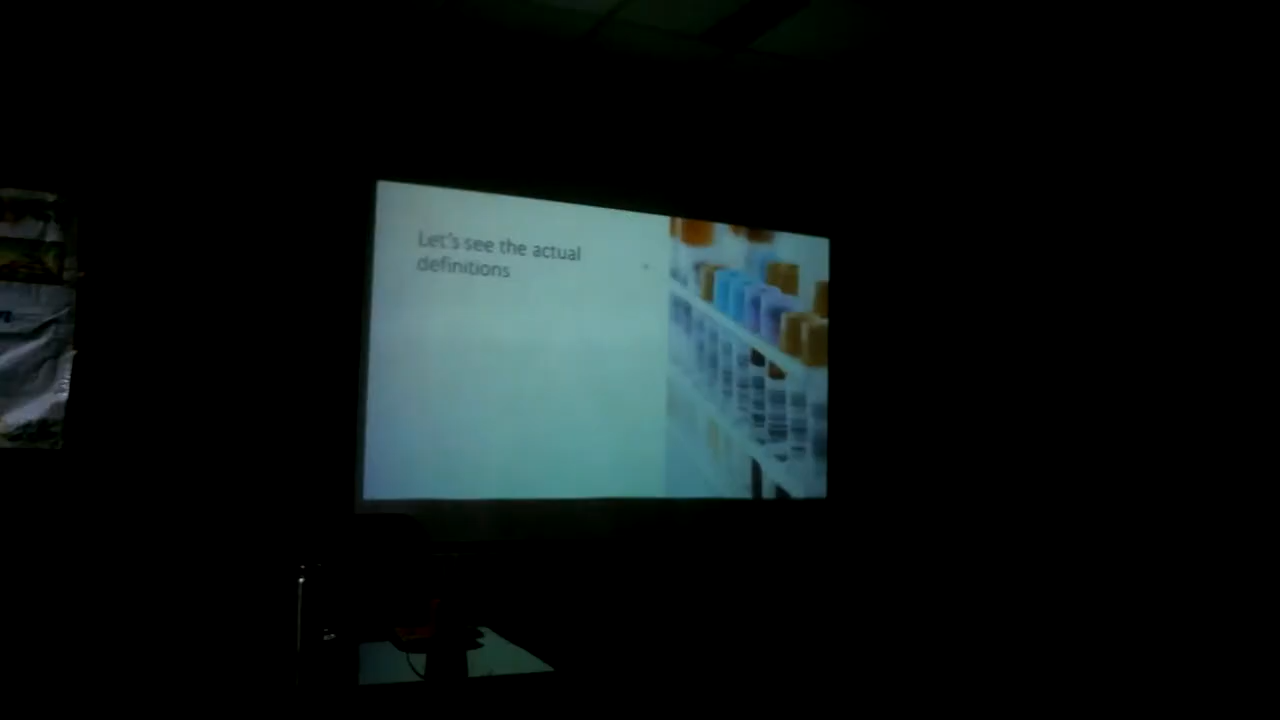 Let's see the actual
definitions